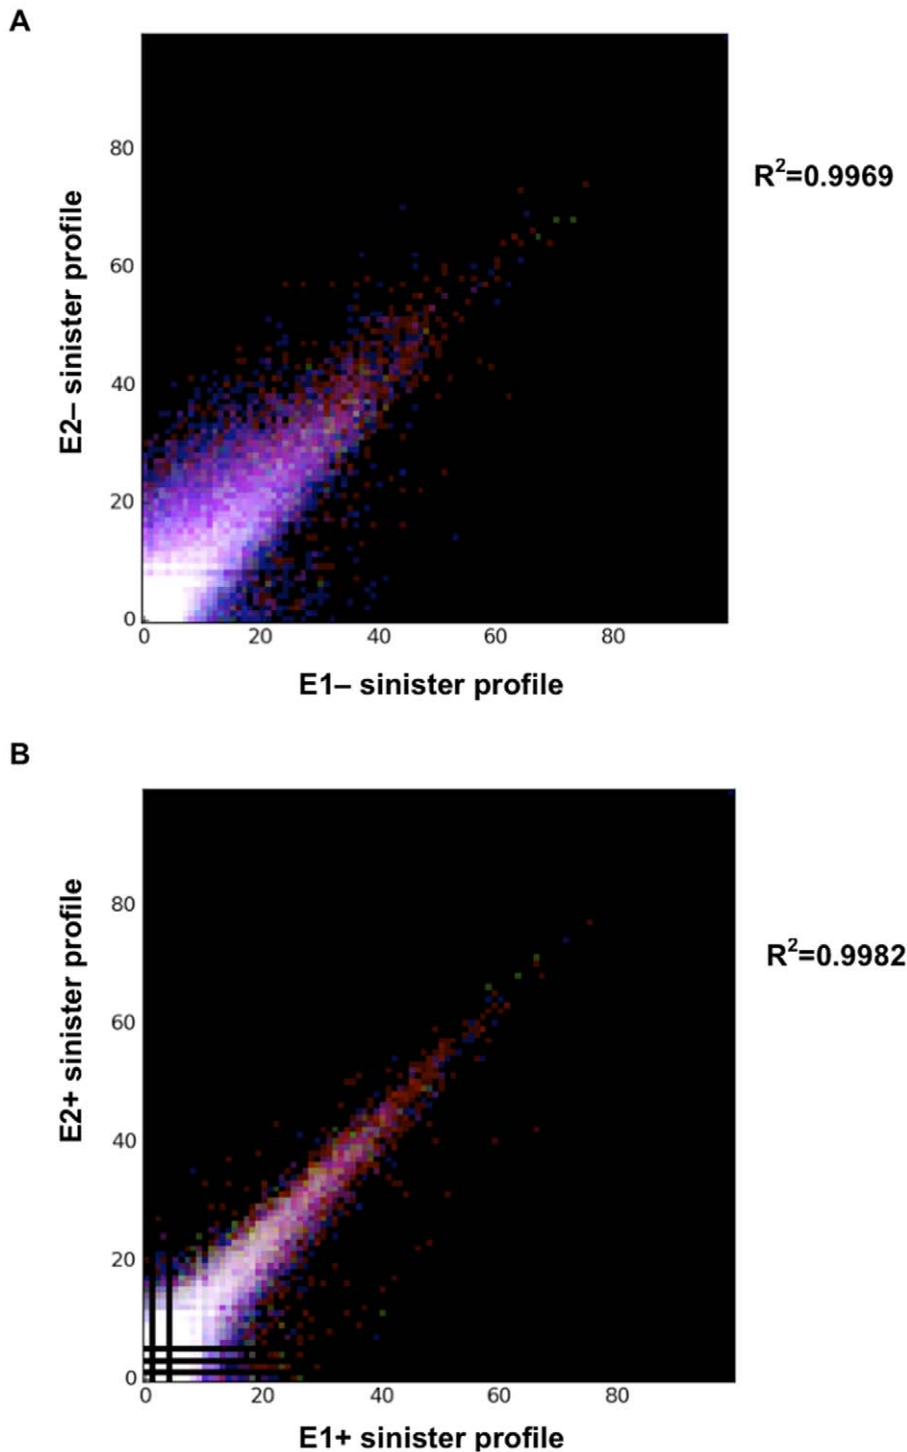 A
80
60
40
20
0
0 20 40 60 80
E2– sinister profile
E1– sinister profile
R²=0.9969
B
80
60
40
20
0
0 20 40 60 80
E2+ sinister profile
E1+ sinister profile
R²=0.9982